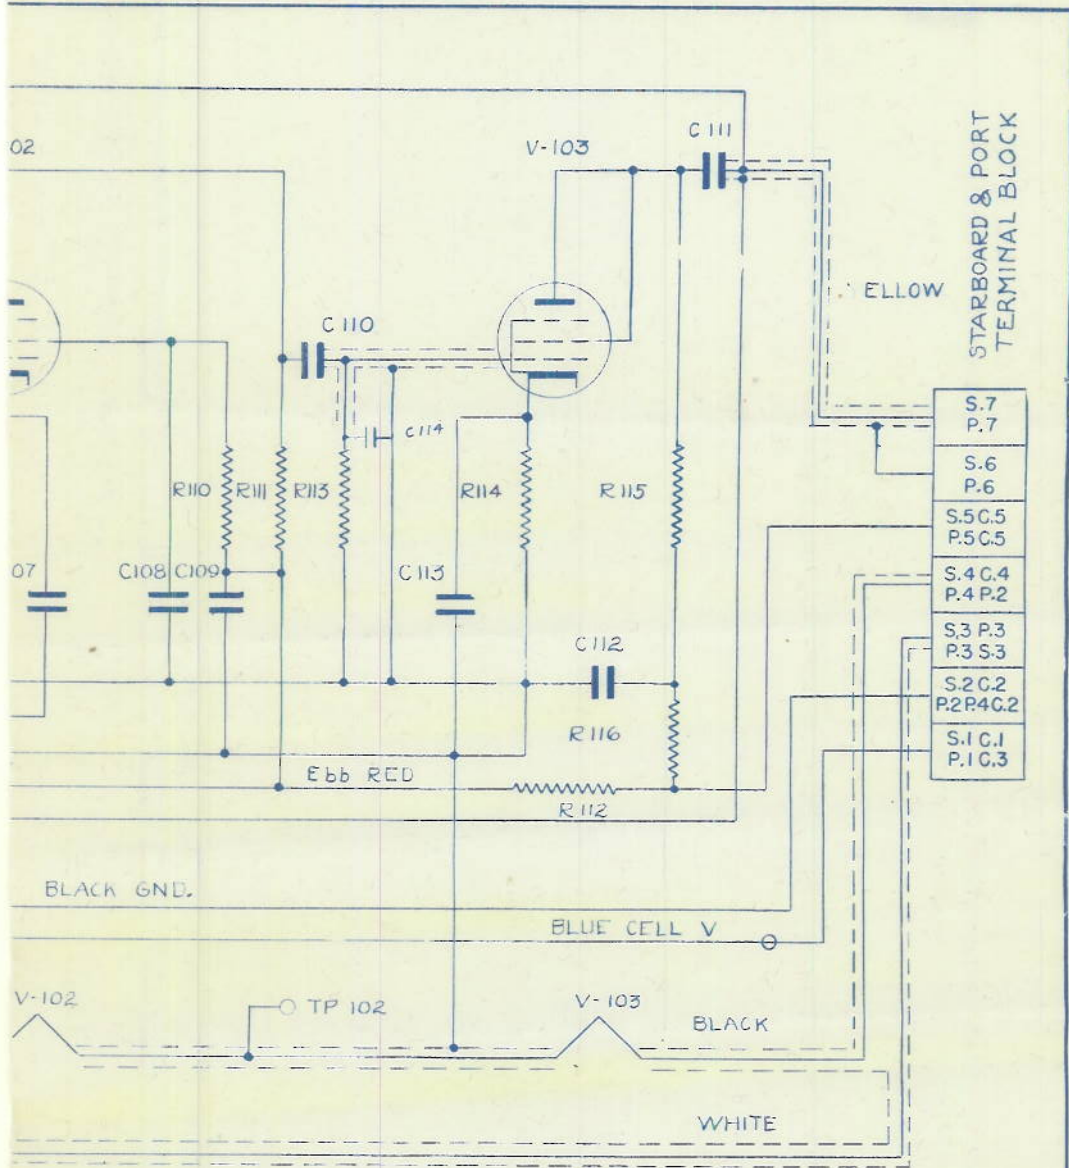 02
V-103
C 111
STARBOARD & PORT
TERMINAL BLOCK
ELLOW
C 110
C 114
R110
R111
R113
R114
R 115
07
C108
C109
C 113
C 112
R 116
R 112
Ebb RED
S.7
P.7
S.6
P.6
S.5 C.5
P.5 C.5
S.4 C.4
P.4 P.2
S,3 P.3
P.3 S.3
S.2 C.2
P.2 P.4 C.2
S.1 C.1
P.1 C.3
BLACK GND.
BLUE CELL V
V-102
TP 102
V-103
BLACK
WHITE